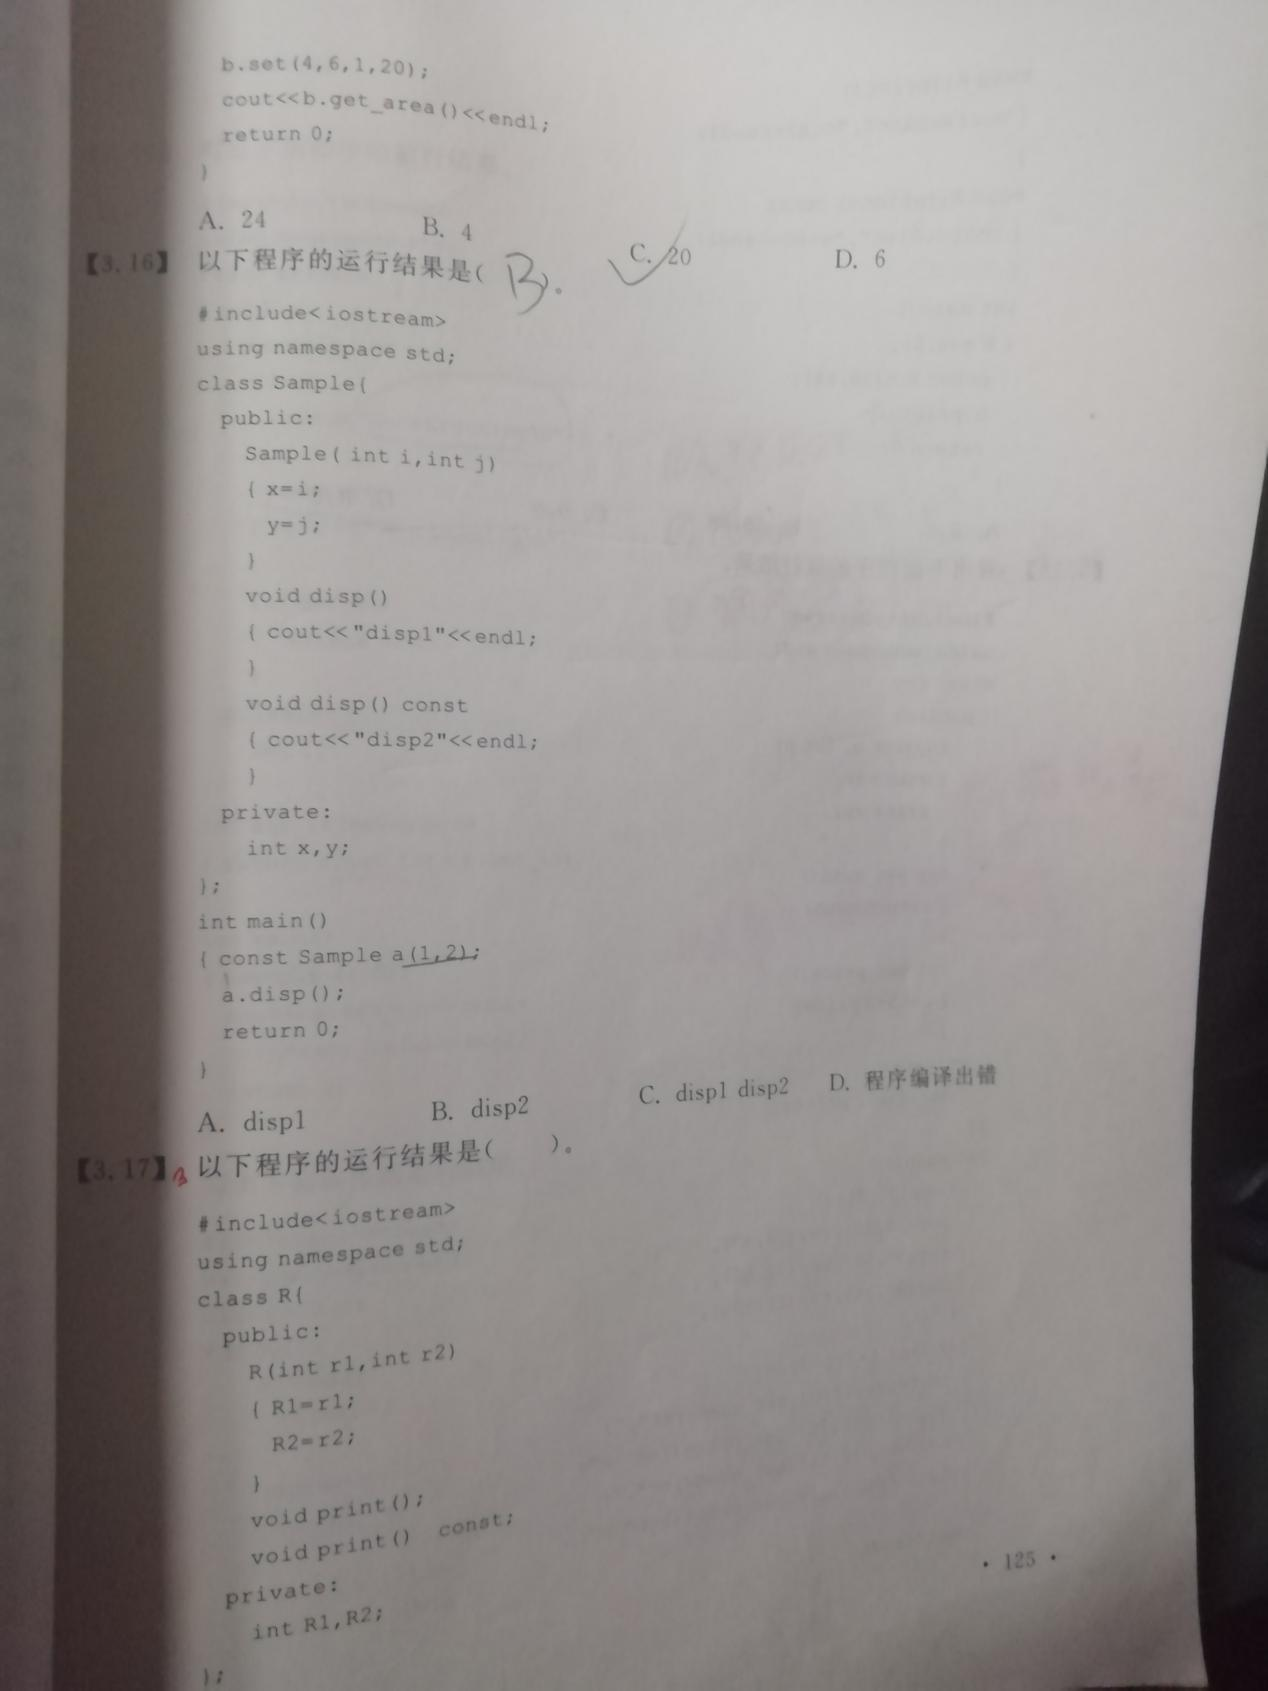 b.set(4,6,1,20);
cout<<b.get_area()<<endl;
return 0;
}
A. 24 B. 4 C. 20 D. 6
【3.16】 以下程序的运行结果是( B )。
#include<iostream>
using namespace std;
class Sample{
public:
Sample(int i,int j)
{ x=i;
y=j;
}
void disp()
{ cout<<"disp1"<<endl;
}
void disp() const
{ cout<<"disp2"<<endl;
}
private:
int x,y;
};
int main()
{ const Sample a(1,2);
a.disp();
return 0;
}
A. disp1 B. disp2 C. disp1 disp2 D. 程序编译出错
【3.17】 B 以下程序的运行结果是( )。
#include<iostream>
using namespace std;
class R{
public:
R(int r1,int r2)
{ R1=r1;
R2=r2;
}
void print();
void print() const;
private:
int R1,R2;
};
· 125 ·